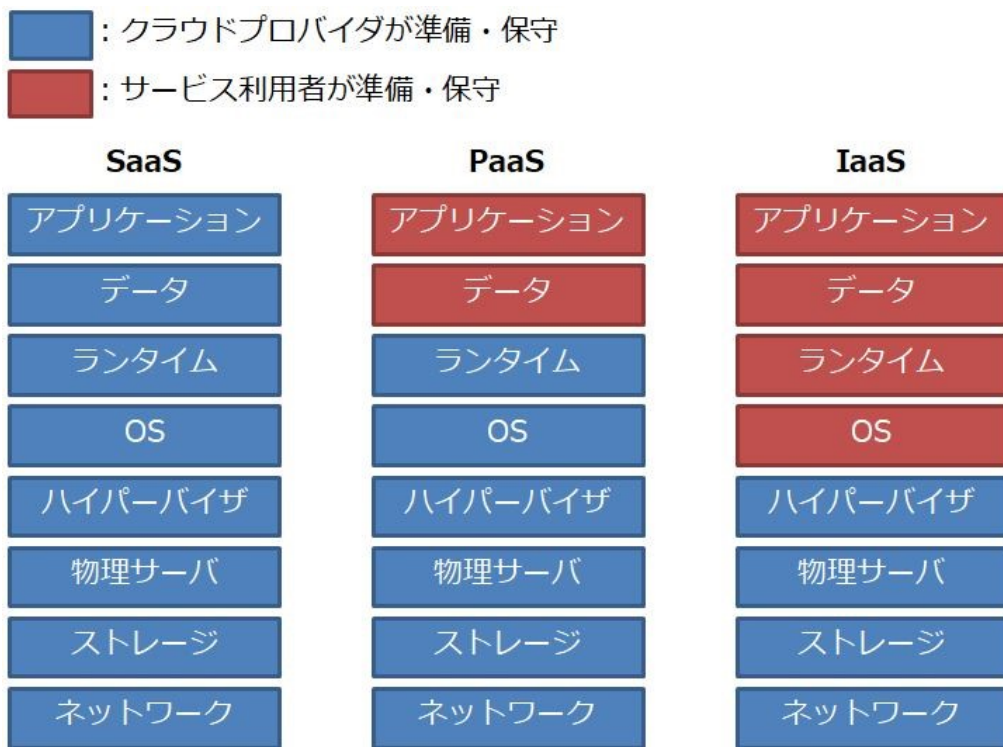 ：クラウドプロバイダが準備・保守
：サービス利用者が準備・保守
SaaS PaaS IaaS
アプリケーション アプリケーション アプリケーション
データ データ データ
ランタイム ランタイム ランタイム
OS OS OS
ハイパーバイザ ハイパーバイザ ハイパーバイザ
物理サーバ 物理サーバ 物理サーバ
ストレージ ストレージ ストレージ
ネットワーク ネットワーク ネットワーク